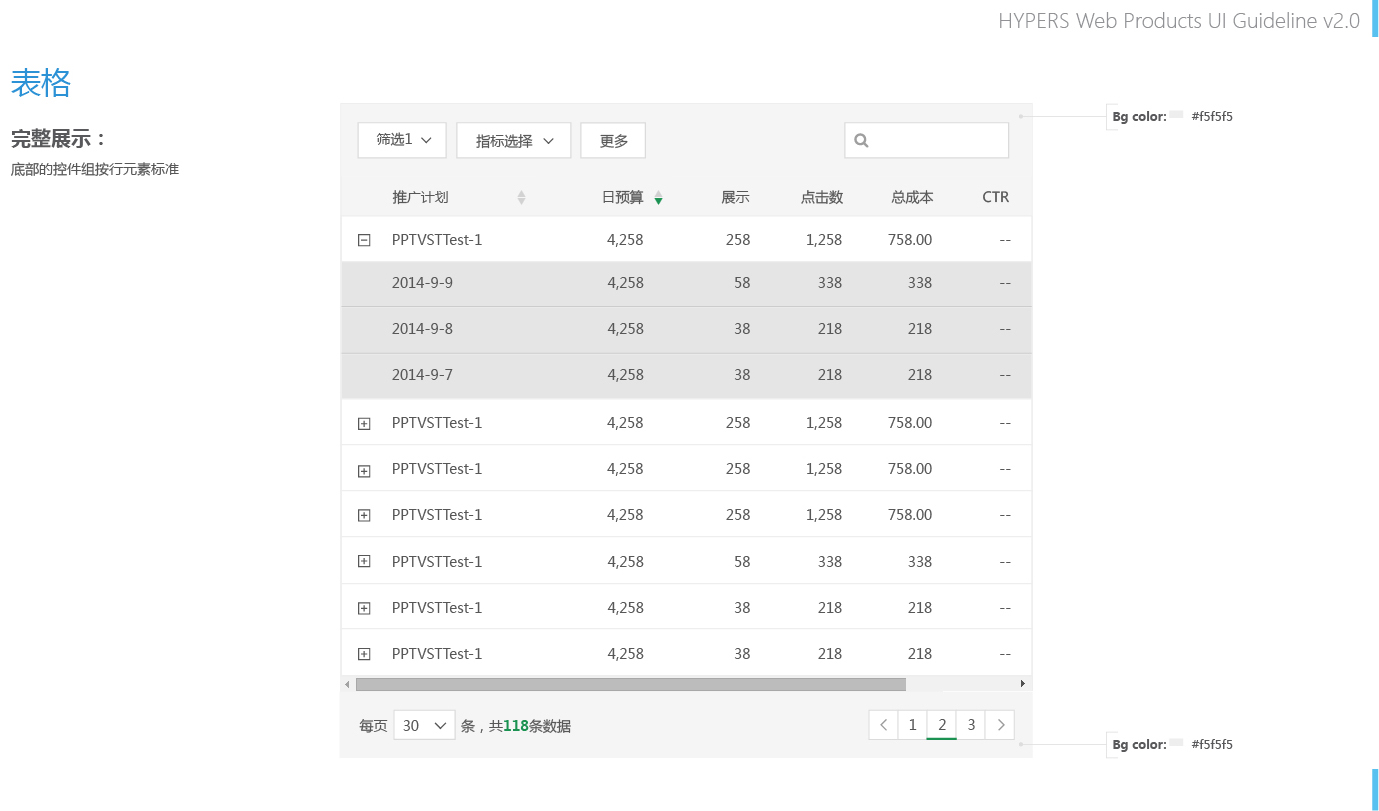 HYPERS Web Products UI Guideline v2.0
表格
完整展示：
底部的控件组按行元素标准
筛选1 指标选择 更多
Bg color: #f5f5f5
推广计划 日预算 展示 点击数 总成本 CTR
PPTVSTTest-1 4,258 258 1,258 758.00 --
2014-9-9 4,258 58 338 338 --
2014-9-8 4,258 38 218 218 --
2014-9-7 4,258 38 218 218 --
PPTVSTTest-1 4,258 258 1,258 758.00 --
PPTVSTTest-1 4,258 258 1,258 758.00 --
PPTVSTTest-1 4,258 258 1,258 758.00 --
PPTVSTTest-1 4,258 58 338 338 --
PPTVSTTest-1 4,258 38 218 218 --
PPTVSTTest-1 4,258 38 218 218 --
每页 30 条，共118条数据 1 2 3
Bg color: #f5f5f5